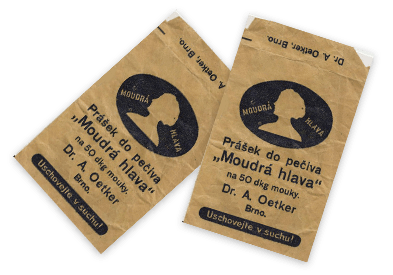 Dr. A. Oetker, Brno.
MOUDRÁ
HLAVA
Prášek do pečiva
„Moudrá hlava“
na 50 dkg mouky.
Dr. A. Oetker
Brno.
Uschovejte v suchu!
Dr. A. Oetker, Brno.
MOUDRÁ
HLAVA
Prášek do pečiva
„Moudrá hlava“
na 50 dkg mouky.
Dr. A. Oetker
Brno.
Uschovejte v suchu!